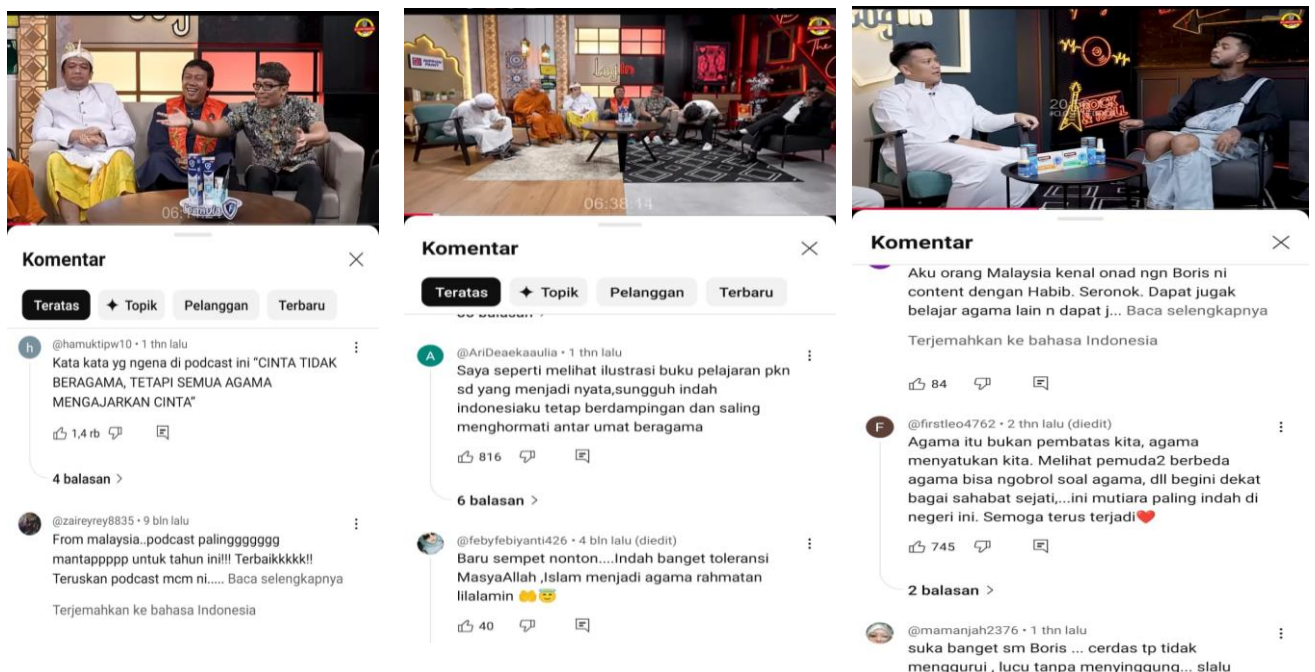 06:38:14
Komentar
Teratas
Topik
Pelanggan
Terbaru
@hamuktipw10 • 1 thn lalu
Kata kata yg ngena di podcast ini “CINTA TIDAK
BERAGAMA, TETAPI SEMUA AGAMA
MENGAJARKAN CINTA”
1,4 rb
4 balasan >
@zaireyrey8835 • 9 bln lalu
From malaysia..podcast palinggggggg
mantappppp untuk tahun ini!!! Terbaikkkkk!!
Teruskan podcast mcm ni..... Baca selengkapnya
Terjemahkan ke bahasa Indonesia
Komentar
Teratas
Topik
Pelanggan
Terbaru
@AriDeaekaaulia • 1 thn lalu
Saya seperti melihat ilustrasi buku pelajaran pkn
sd yang menjadi nyata,sungguh indah
indonesiaku tetap berdampingan dan saling
menghormati antar umat beragama
816
6 balasan >
@febyfebiyanti426 • 4 bln lalu (diedit)
Baru sempet nonton....Indah banget toleransi
MasyaAllah ,Islam menjadi agama rahmatan
lilalamin 🤲😇
40
Komentar
Aku orang Malaysia kenal onad ngn Boris ni
content dengan Habib. Seronok. Dapat jugak
belajar agama lain n dapat j... Baca selengkapnya
Terjemahkan ke bahasa Indonesia
84
@firstleo4762 • 2 thn lalu (diedit)
Agama itu bukan pembatas kita, agama
menyatukan kita. Melihat pemuda2 berbeda
agama bisa ngobrol soal agama, dll begini dekat
bagai sahabat sejati,...ini mutiara paling indah di
negeri ini. Semoga terus terjadi❤️
745
2 balasan >
@mamanjah2376 • 1 thn lalu
suka banget sm Boris ... cerdas tp tidak
menggurui , lucu tanpa menyinggung... slalu